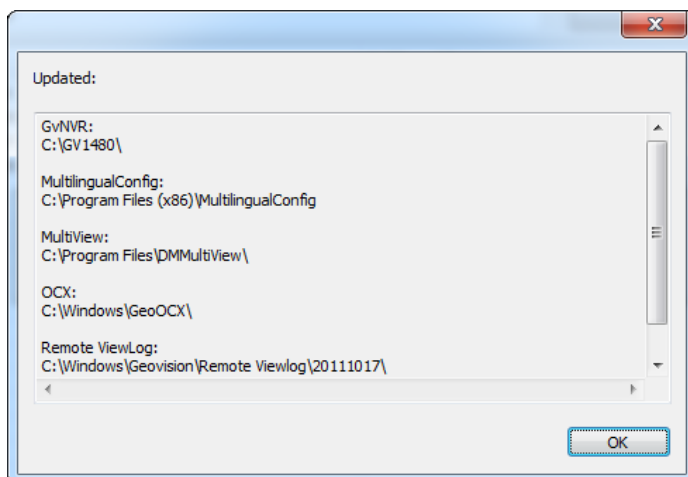 Updated:
GvNVR:
C:\GV1480\
MultilingualConfig:
C:\Program Files (x86)\MultilingualConfig
MultiView:
C:\Program Files\DMMultiView\
OCX:
C:\Windows\GeoOCX\
Remote ViewLog:
C:\Windows\Geovision\Remote Viewlog\20111017\
OK